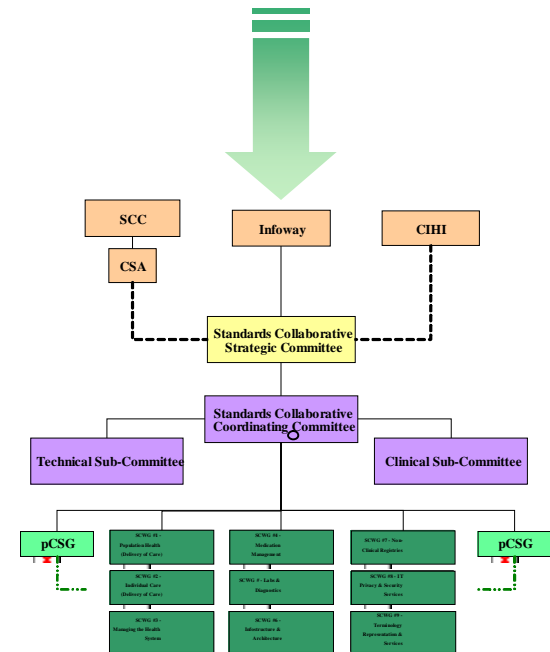 SCC
Infoway
CIHI
CSA
Standards Collaborative
Strategic Committee
Standards Collaborative
Coordinating Committee
Technical Sub-Committee
Clinical Sub-Committee
pCSG
SCWG #1 -
Population Health
(Delivery of Care)
SCWG #4 -
Medication
Management
SCWG #7 - New
Clinical Registries
pCSG
SCWG #2 -
Individual Care
(Delivery of Care)
SCWG # - Labs &
Diagnostics
SCWG #8 - IT
Privacy & Security
Services
SCWG #3 -
Managing the Health
System
SCWG #6 -
Infostructure &
Architecture
SCWG #9 -
Terminology
Representation &
Services